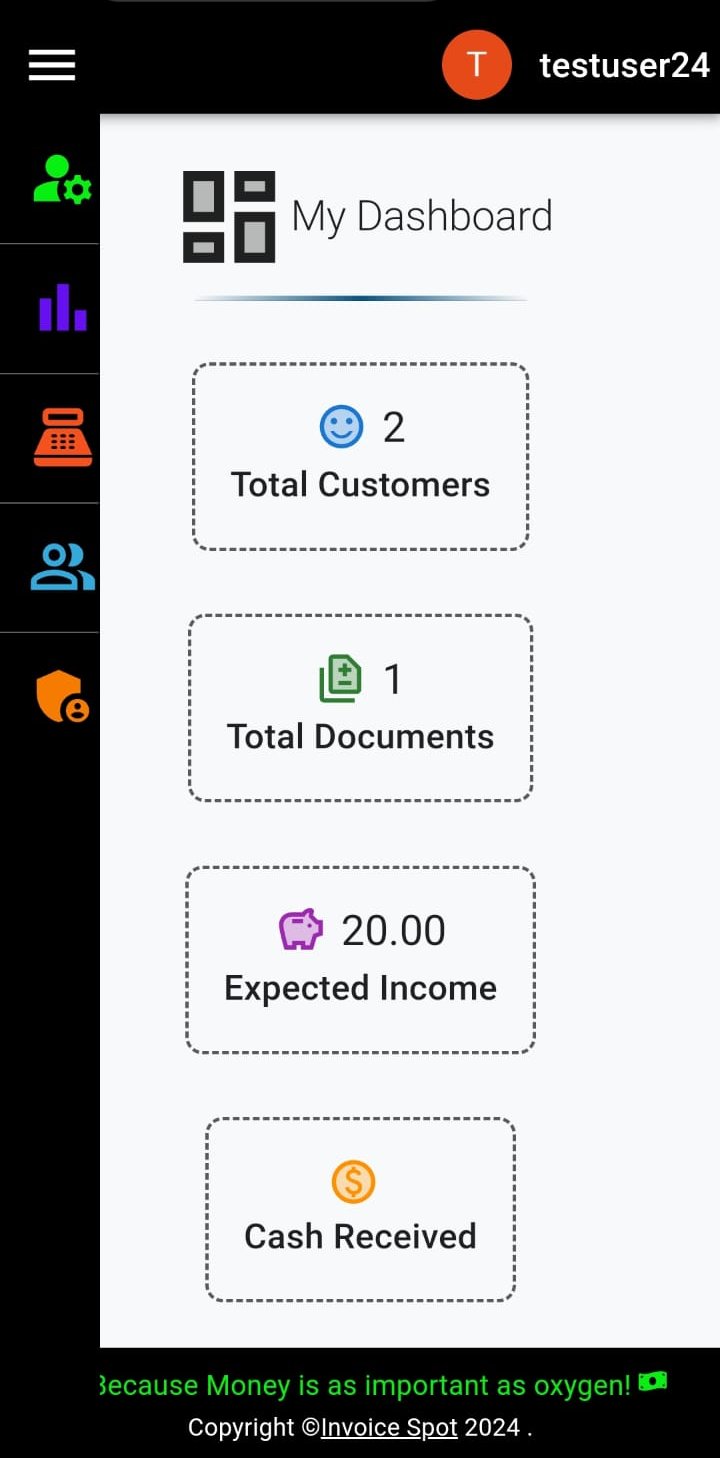 T testuser24
My Dashboard
2
Total Customers
1
Total Documents
20.00
Expected Income
$
Cash Received
Because Money is as important as oxygen!
Copyright ©Invoice Spot 2024 .